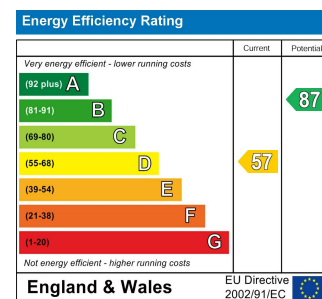 Energy Efficiency Rating
Current
Potential
Very energy efficient - lower running costs
(92 plus) A
(81-91) B
87
(69-80) C
(55-68) D
57
(39-54) E
(21-38) F
(1-20) G
Not energy efficient - higher running costs
England & Wales
EU Directive
2002/91/EC